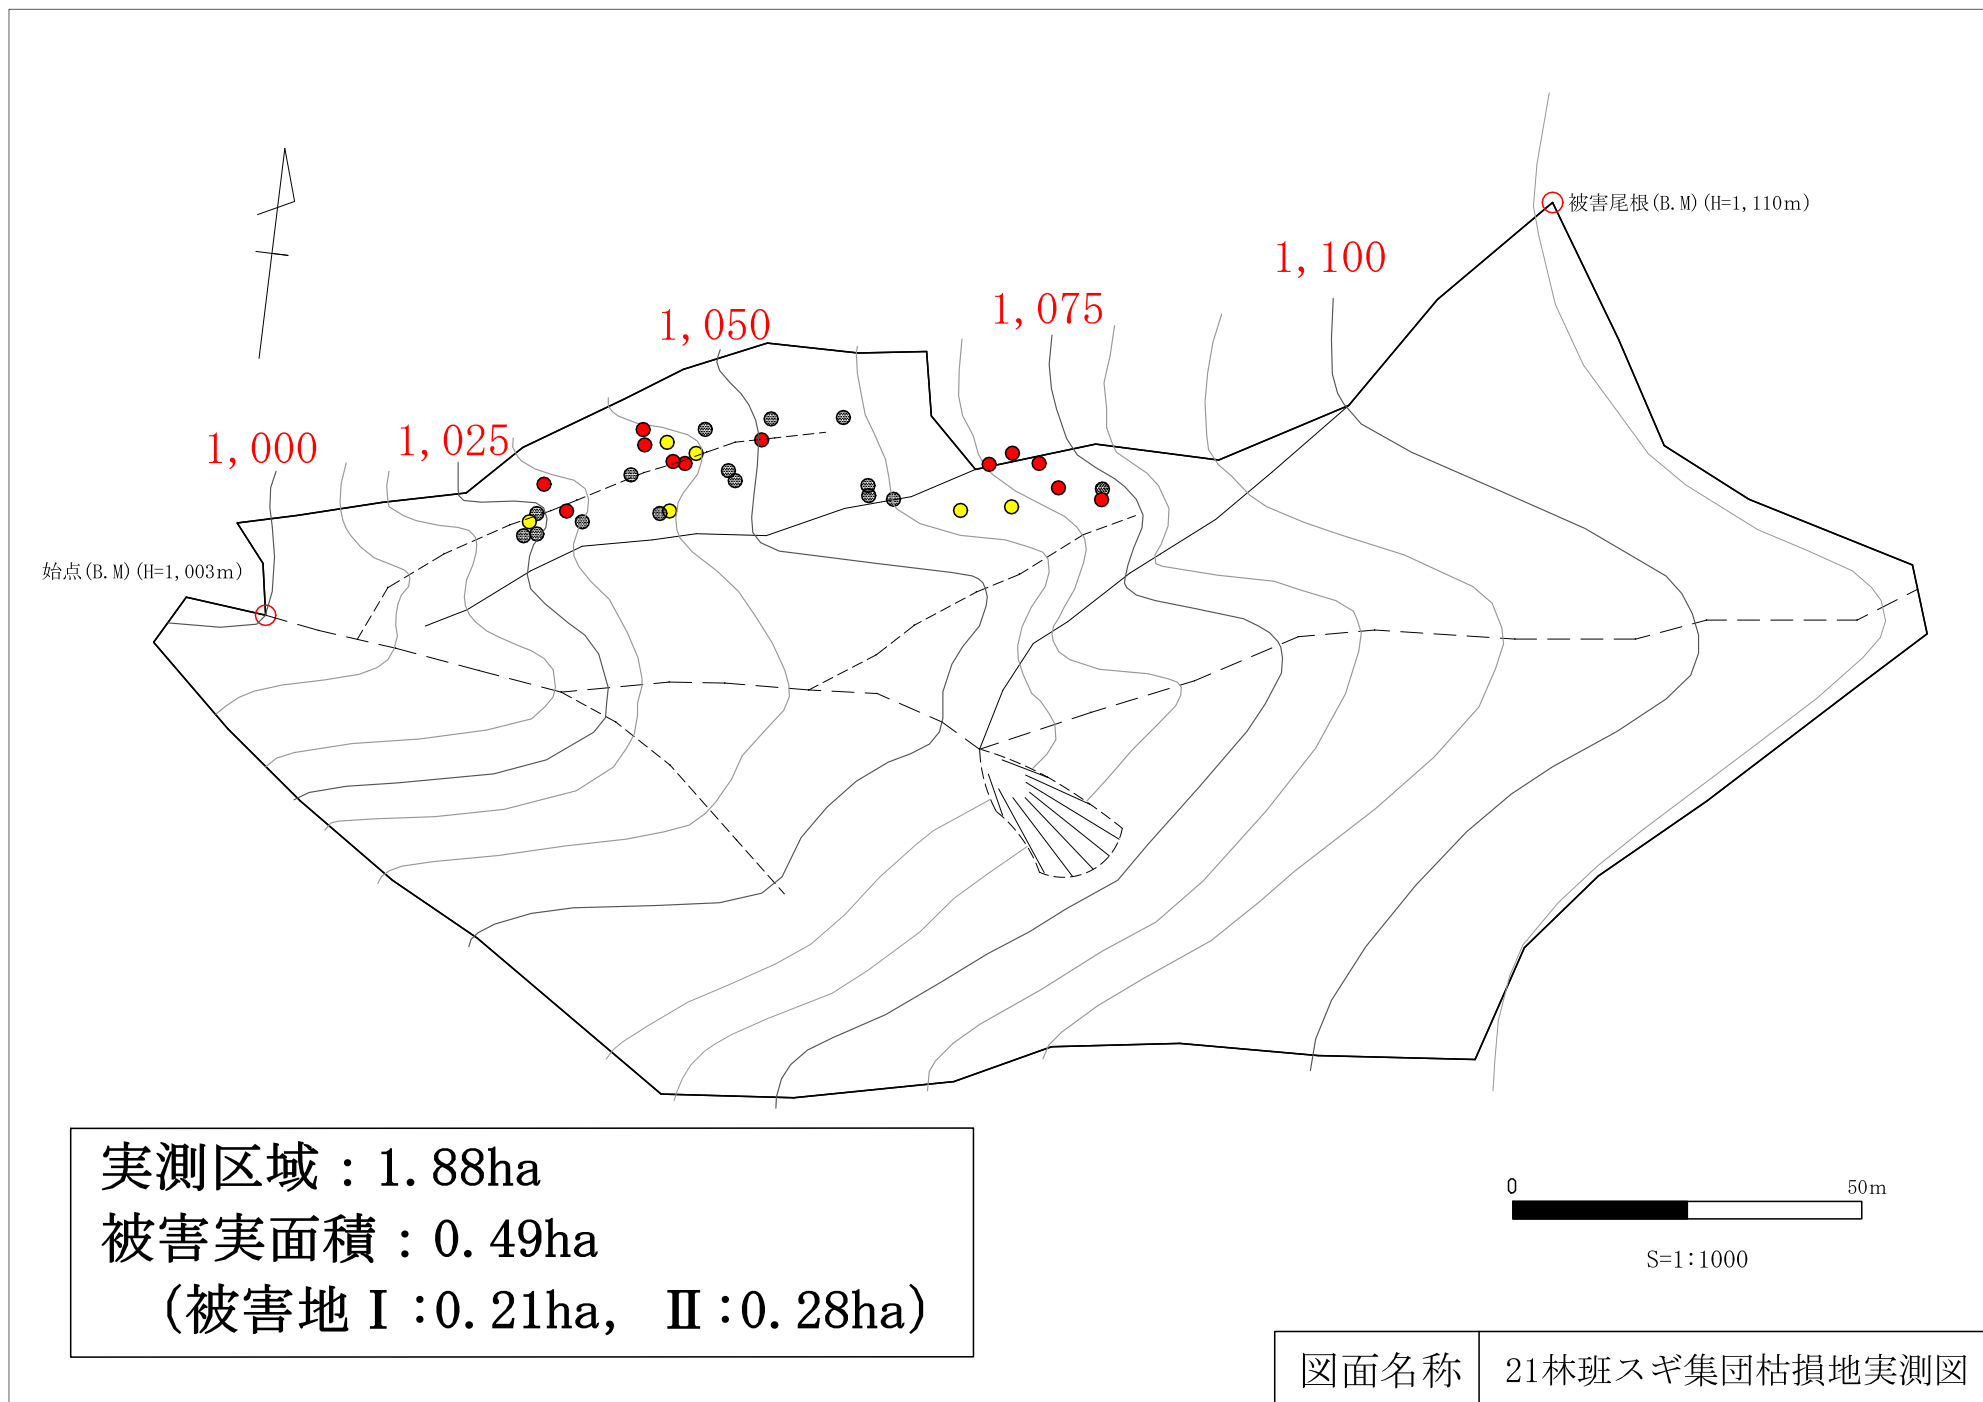 被害尾根(B.M)(H=1,110m)
1,100
1,075
1,050
1,025
1,000
始点(B.M)(H=1,003m)
実測区域：1.88ha
被害実面積：0.49ha
（被害地Ⅰ：0.21ha, Ⅱ：0.28ha）
0 50m
S=1:1000
図面名称 21林班スギ集団枯損地実測図